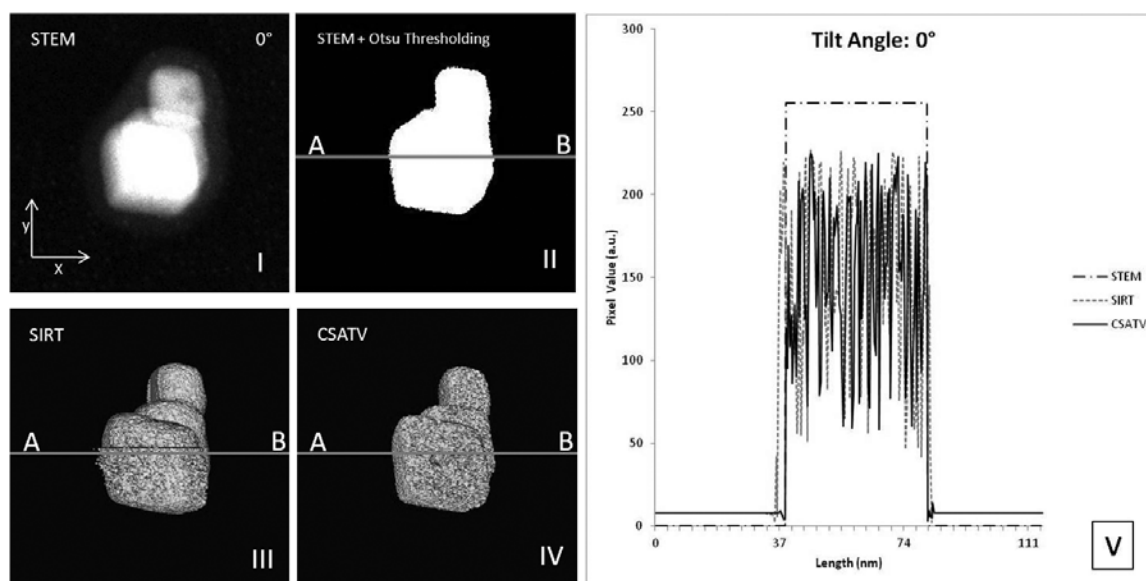 STEM 0°
y
x
I
STEM + Otsu Thresholding
A B
II
SIRT
A B
III
CSATV
A B
IV
Tilt Angle: 0°
Pixel Value (a.u.)
300
250
200
150
100
50
0
0 37 74 111
Length (nm)
STEM
SIRT
CSATV
V